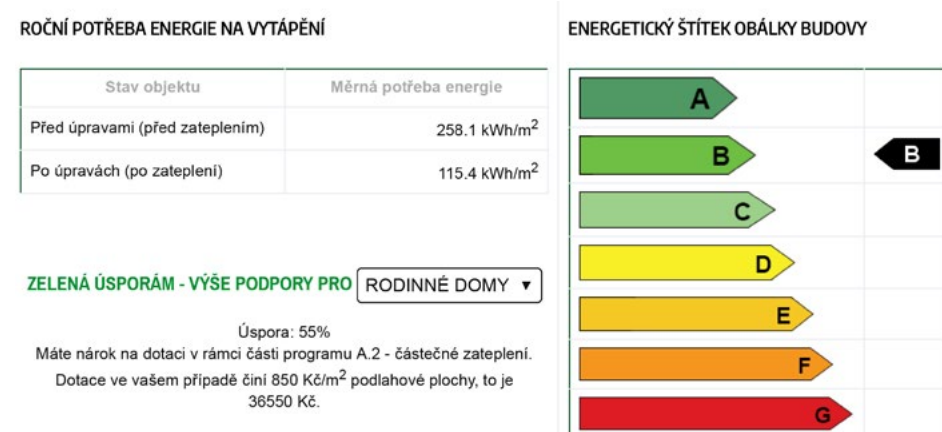 ROČNÍ POTŘEBA ENERGIE NA VYTÁPĚNÍ
Stav objektu Měrná potřeba energie
Před úpravami (před zateplením) 258.1 kWh/m2
Po úpravách (po zateplení) 115.4 kWh/m2
ZELENÁ ÚSPORÁM - VÝŠE PODPORY PRO RODINNÉ DOMY ▼
Úspora: 55%
Máte nárok na dotaci v rámci části programu A.2 - částečné zateplení.
Dotace ve vašem případě činí 850 Kč/m2 podlahové plochy, to je
36550 Kč.
ENERGETICKÝ ŠTÍTEK OBÁLKY BUDOVY
A
B B
C
D
E
F
G